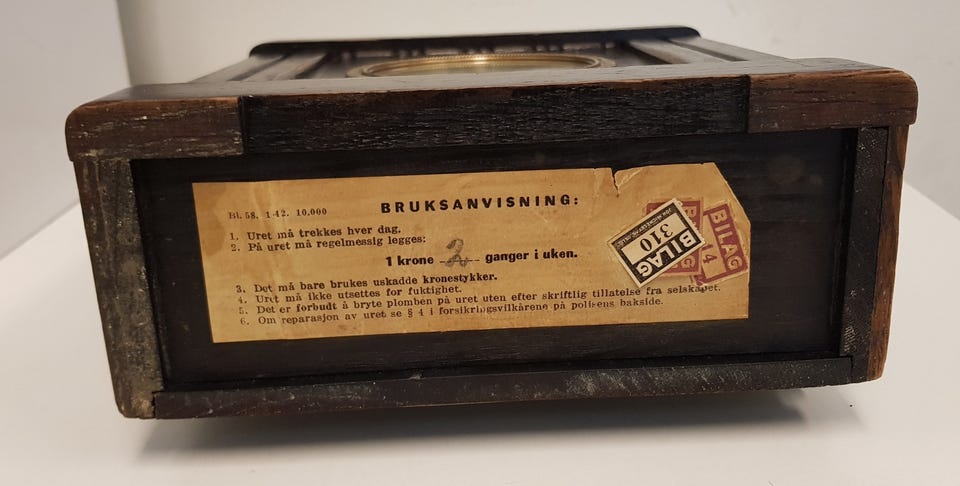 Bl. 58. 1-42. 10,000
BRUKSANVISNING:
1. Uret må trekkes hver dag.
2. På uret må regelmessig legges:
1 krone 2 ganger i uken.
3. Det må bare brukes uskadde kronestykker.
4. Uret må ikke utsettes for fuktighet.
5. Det er forbudt å bryte plomben på uret uten efter skriftlig tillatelse fra selskapet.
6. Om reparasjon av uret se § 4 i forsikringsvilkårene på polisens bakside.
BILAG
310
BILAG
4